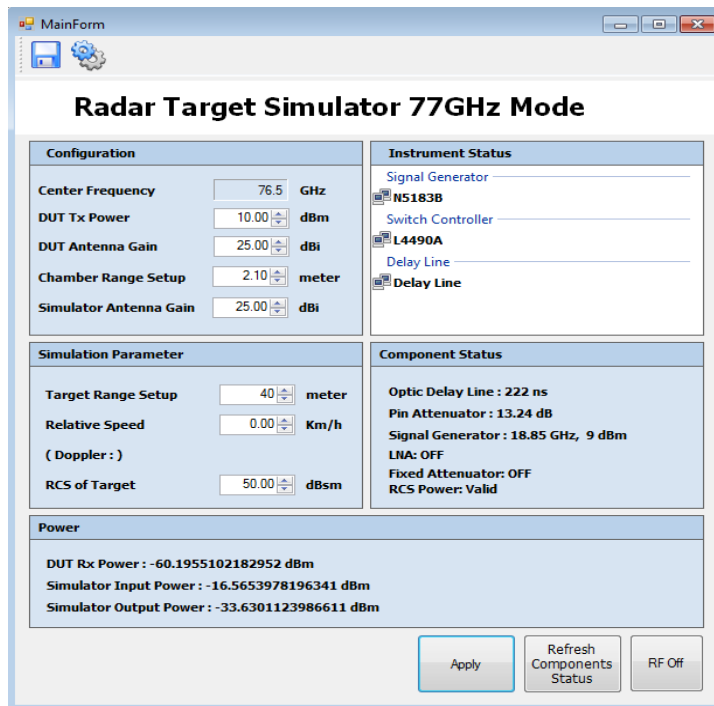 MainForm
Radar Target Simulator 77GHz Mode
Configuration
Center Frequency 76.5 GHz
DUT Tx Power 10.00 dBm
DUT Antenna Gain 25.00 dBi
Chamber Range Setup 2.10 meter
Simulator Antenna Gain 25.00 dBi
Instrument Status
Signal Generator
N5183B
Switch Controller
L4490A
Delay Line
Delay Line
Simulation Parameter
Target Range Setup 40 meter
Relative Speed 0.00 Km/h
( Doppler : )
RCS of Target 50.00 dBsm
Component Status
Optic Delay Line : 222 ns
Pin Attenuator : 13.24 dB
Signal Generator : 18.85 GHz, 9 dBm
LNA: OFF
Fixed Attenuator: OFF
RCS Power: Valid
Power
DUT Rx Power : -60.1955102182952 dBm
Simulator Input Power : -16.5653978196341 dBm
Simulator Output Power : -33.6301123986611 dBm
Apply
Refresh
Components
Status
RF Off